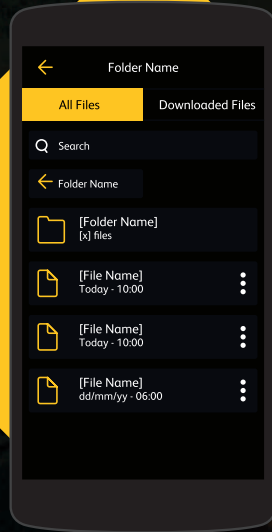 Folder Name
All Files
Downloaded Files
Search
Folder Name
[Folder Name]
[x] files
[File Name]
Today - 10:00
[File Name]
Today - 10:00
[File Name]
dd/mm/yy - 06:00